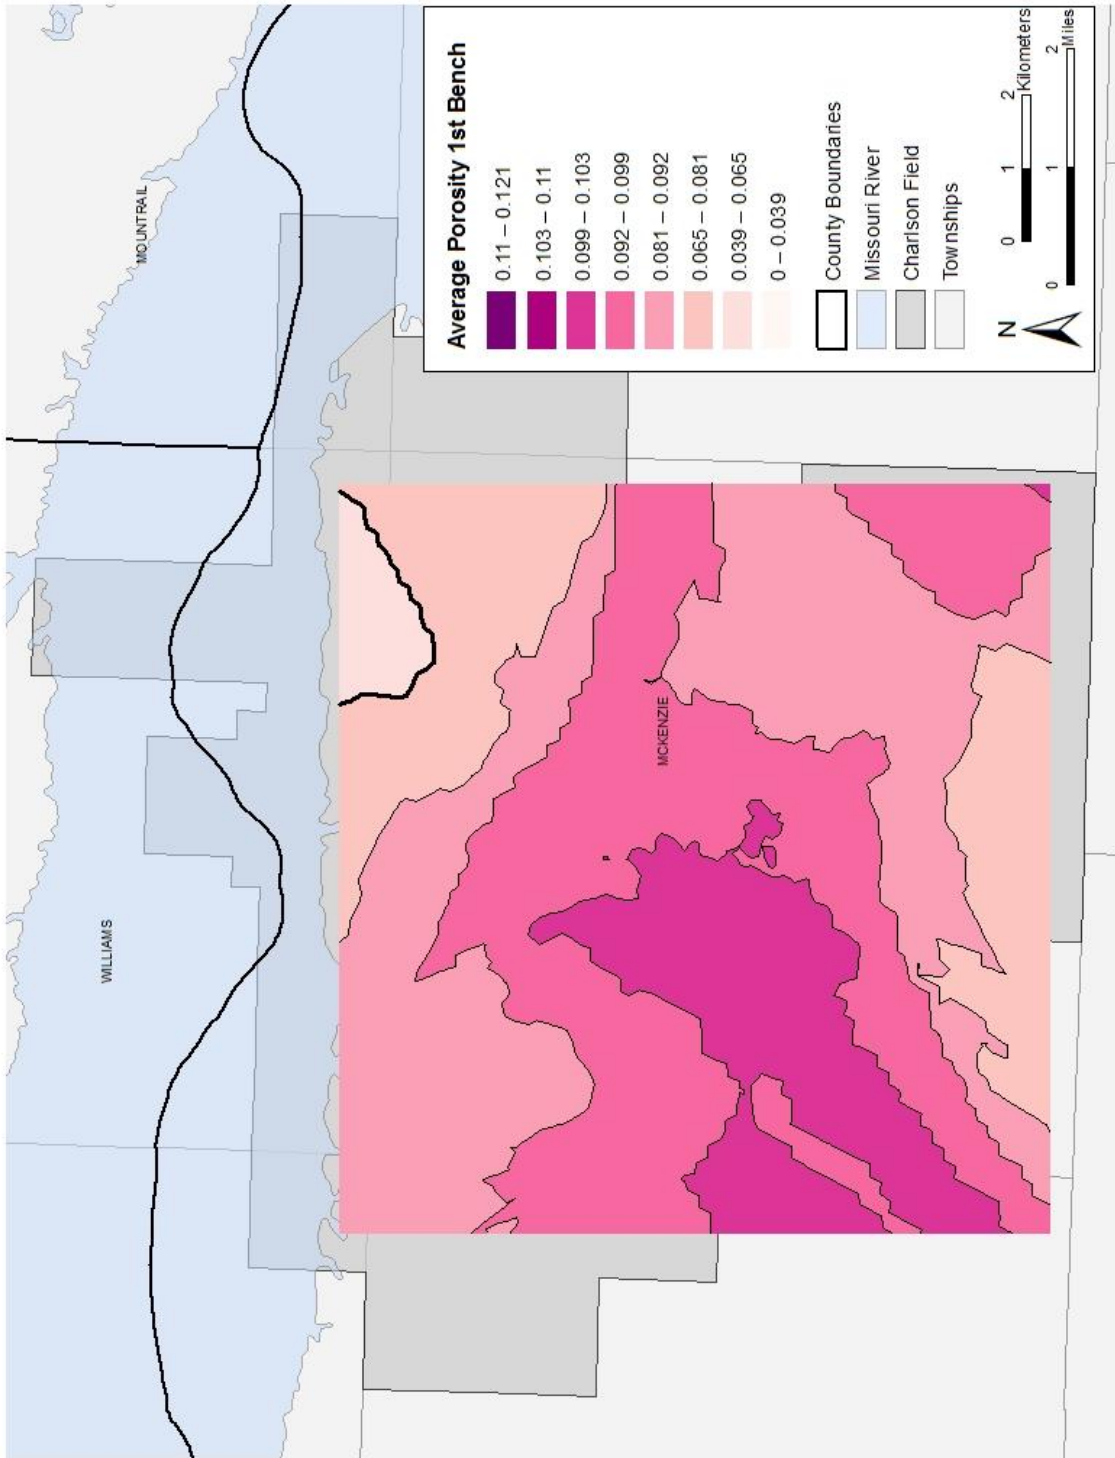 MOUNTRAIL
WILLIAMS
MCKENZIE
Average Porosity 1st Bench
0.11 – 0.121
0.103 – 0.11
0.099 – 0.103
0.092 – 0.099
0.081 – 0.092
0.065 – 0.081
0.039 – 0.065
0 – 0.039
County Boundaries
Missouri River
Charlson Field
Townships
N
0 1 2 Kilometers
0 1 2 Miles